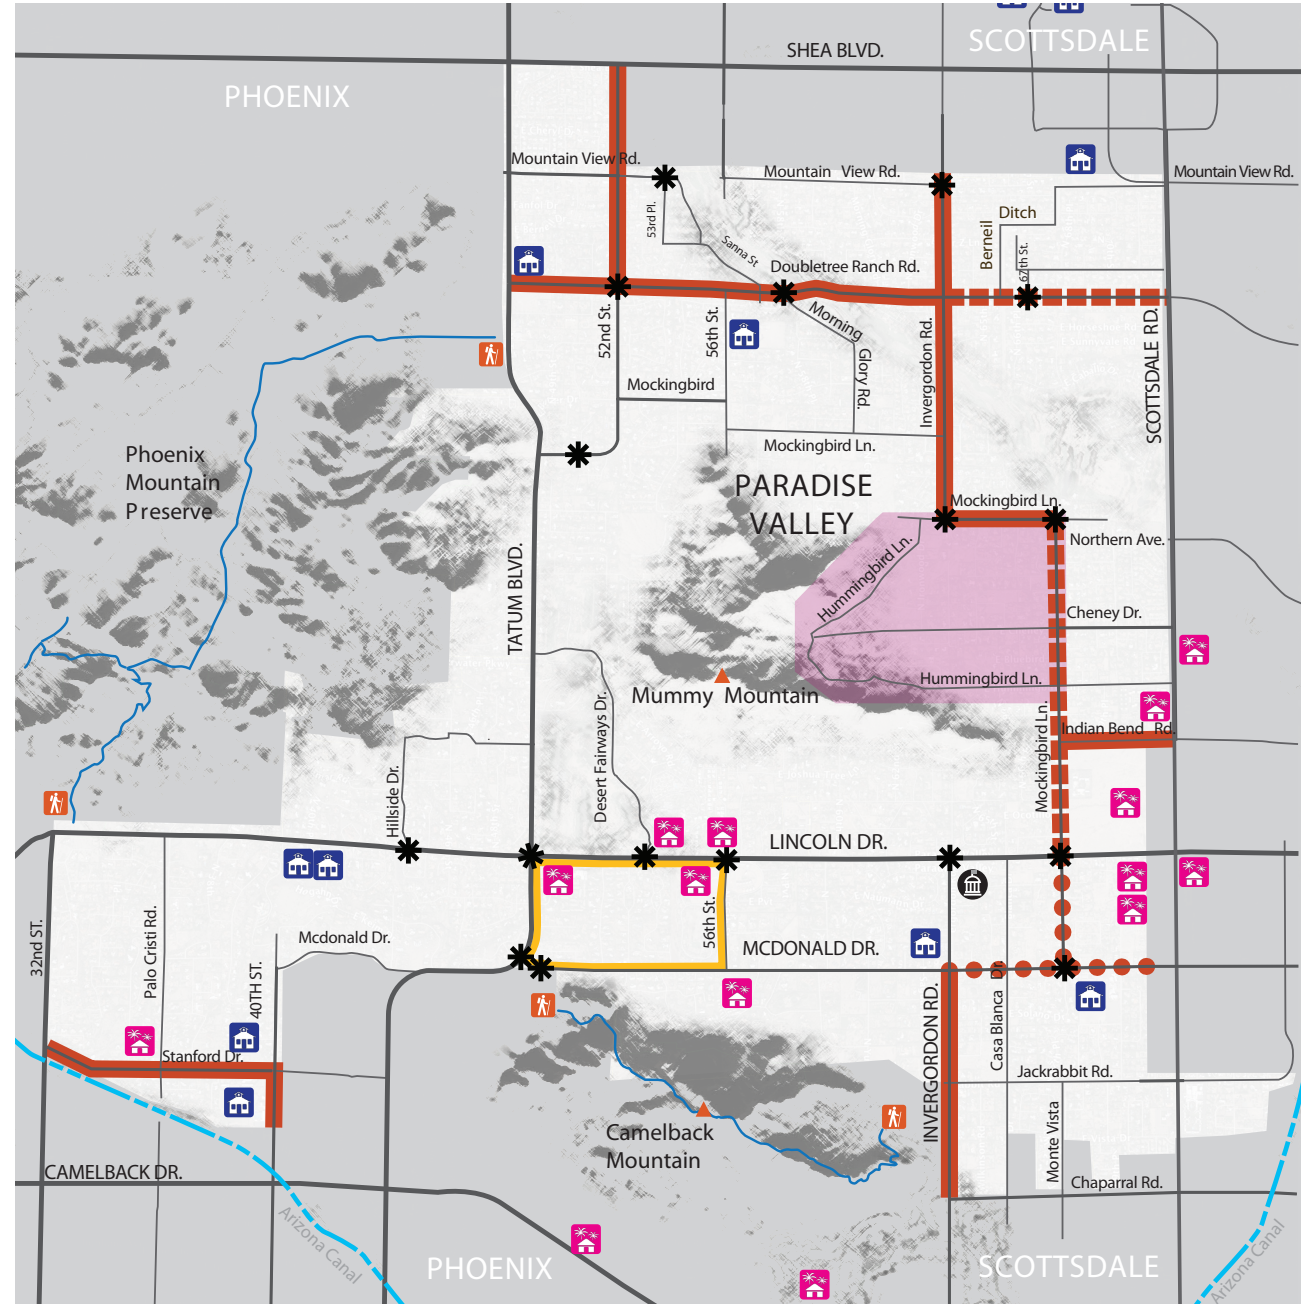 SCOTTSDALE
SHEA BLVD.
PHOENIX
Mountain View Rd.
Mountain View Rd.
Mountain View Rd.
53rd Pl.
Sanna St
Ditch
Berneil
67th St.
Doubletree Ranch Rd.
Morning
Glory Rd.
52nd St.
56th St.
Invergordon Rd.
SCOTTSDALE RD.
Mockingbird
Mockingbird Ln.
Phoenix
Mountain
Preserve
PARADISE
VALLEY
Mockingbird Ln.
Northern Ave.
TATUM BLVD.
Hummingbird Ln.
Cheney Dr.
Hummingbird Ln.
Mummy Mountain
Mockingbird Ln.
Indian Bend Rd.
Desert Fairways Dr.
Hillside Dr.
LINCOLN DR.
32nd ST.
Palo Cristi Rd.
Mcdonald Dr.
40TH ST.
56th St.
MCDONALD DR.
Casa Blanca Dr.
INVERGORDON RD.
Stanford Dr.
Jackrabbit Rd.
Camelback
Mountain
Monte Vista
CAMELBACK DR.
Chaparral Rd.
Arizona Canal
PHOENIX
SCOTTSDALE
Arizona Canal